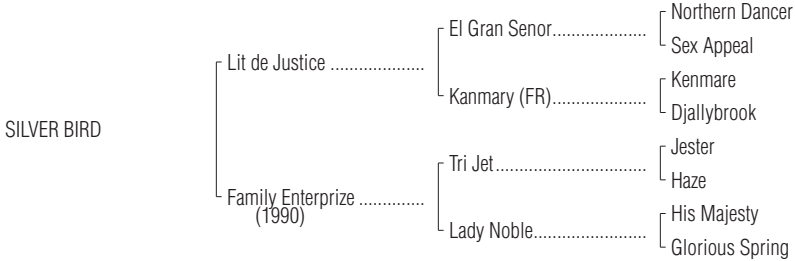 Northern Dancer
El Gran Senor....................
Sex Appeal
Lit de Justice ....................
Kenmare
Kanmary (FR)....................
Djallybrook
SILVER BIRD
Jester
Tri Jet................................
Haze
Family Enterprize ..............
(1990)
His Majesty
Lady Noble........................
Glorious Spring